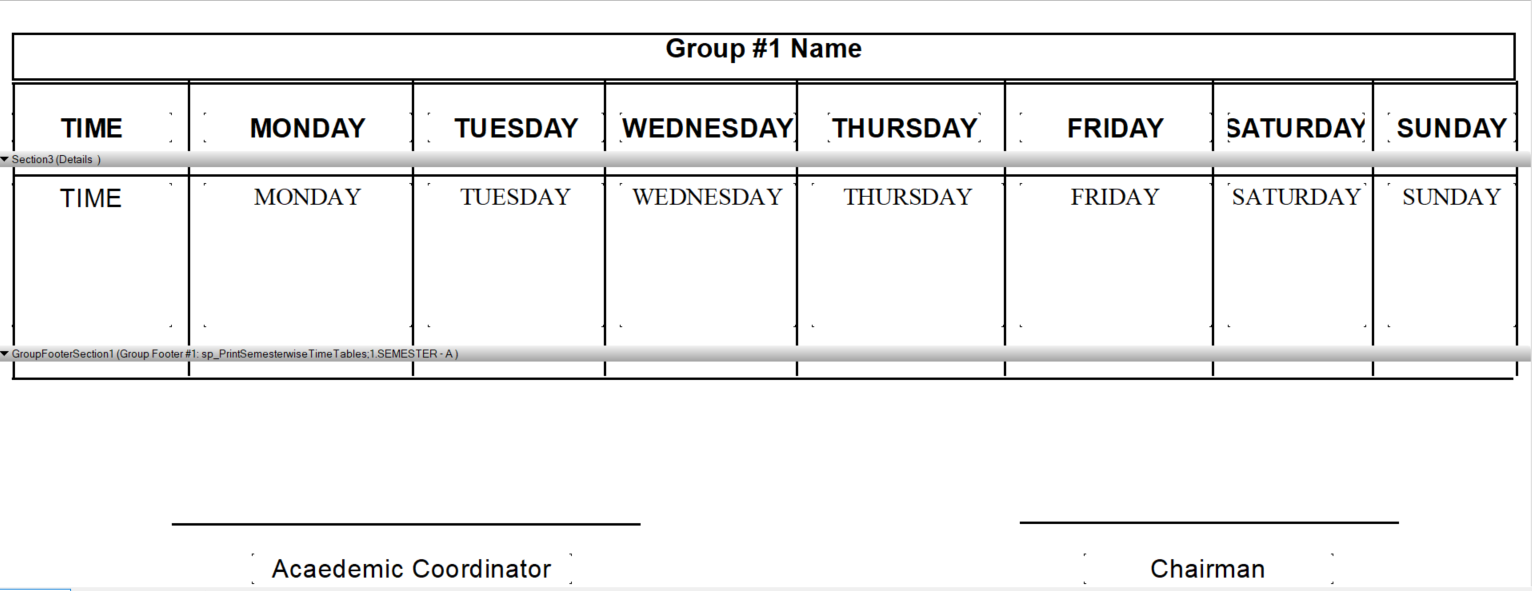 Group #1 Name
TIME MONDAY TUESDAY WEDNESDAY THURSDAY FRIDAY SATURDAY SUNDAY
Section3 (Details )
TIME MONDAY TUESDAY WEDNESDAY THURSDAY FRIDAY SATURDAY SUNDAY
GroupFooterSection1 (Group Footer #1: sp_PrintSemesterwiseTimeTables;1.SEMESTER - A )
Acaedemic Coordinator Chairman